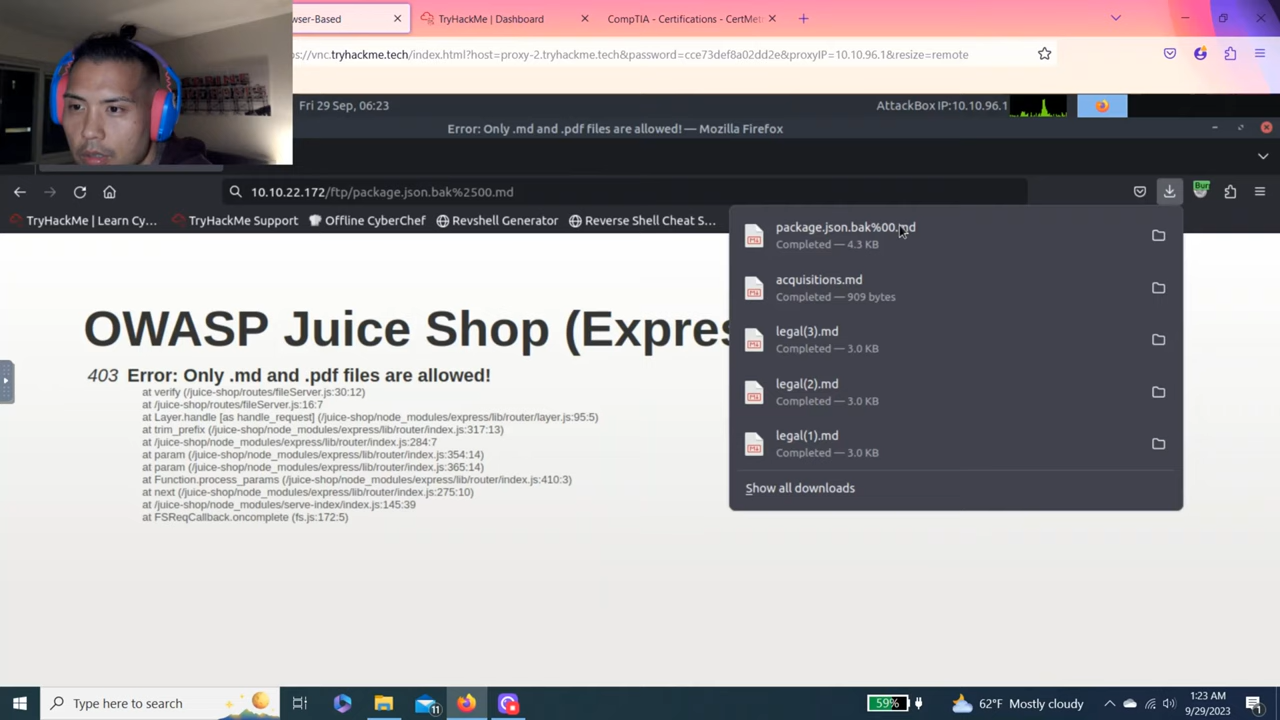 owser-Based
TryHackMe | Dashboard
CompTIA - Certifications - CertMet
ps://vnc.tryhackme.tech/index.html?host=proxy-2.tryhackme.tech&password=cce73def8a02dd2e&proxyIP=10.10.96.1&resize=remote
Fri 29 Sep, 06:23
AttackBox IP:10.10.96.1
Error: Only .md and .pdf files are allowed! — Mozilla Firefox
10.10.22.172/ftp/package.json.bak%2500.md
TryHackMe | Learn Cy...
TryHackMe Support
Offline CyberChef
Revshell Generator
Reverse Shell Cheat S...
package.json.bak%00.md
Completed — 4.3 KB
acquisitions.md
Completed — 909 bytes
legal(3).md
Completed — 3.0 KB
legal(2).md
Completed — 3.0 KB
legal(1).md
Completed — 3.0 KB
Show all downloads
OWASP Juice Shop (Expres
403 Error: Only .md and .pdf files are allowed!
at verify (/juice-shop/routes/fileServer.js:30:12)
at /juice-shop/routes/fileServer.js:16:7
at Layer.handle [as handle_request] (/juice-shop/node_modules/express/lib/router/layer.js:95:5)
at trim_prefix (/juice-shop/node_modules/express/lib/router/index.js:317:13)
at /juice-shop/node_modules/express/lib/router/index.js:284:7
at param (/juice-shop/node_modules/express/lib/router/index.js:354:14)
at param (/juice-shop/node_modules/express/lib/router/index.js:365:14)
at Function.process_params (/juice-shop/node_modules/express/lib/router/index.js:410:3)
at next (/juice-shop/node_modules/express/lib/router/index.js:275:10)
at /juice-shop/node_modules/serve-index/index.js:145:39
at FSReqCallback.oncomplete (fs.js:172:5)
Type here to search
11
59%
62°F Mostly cloudy
1:23 AM
9/29/2023
1